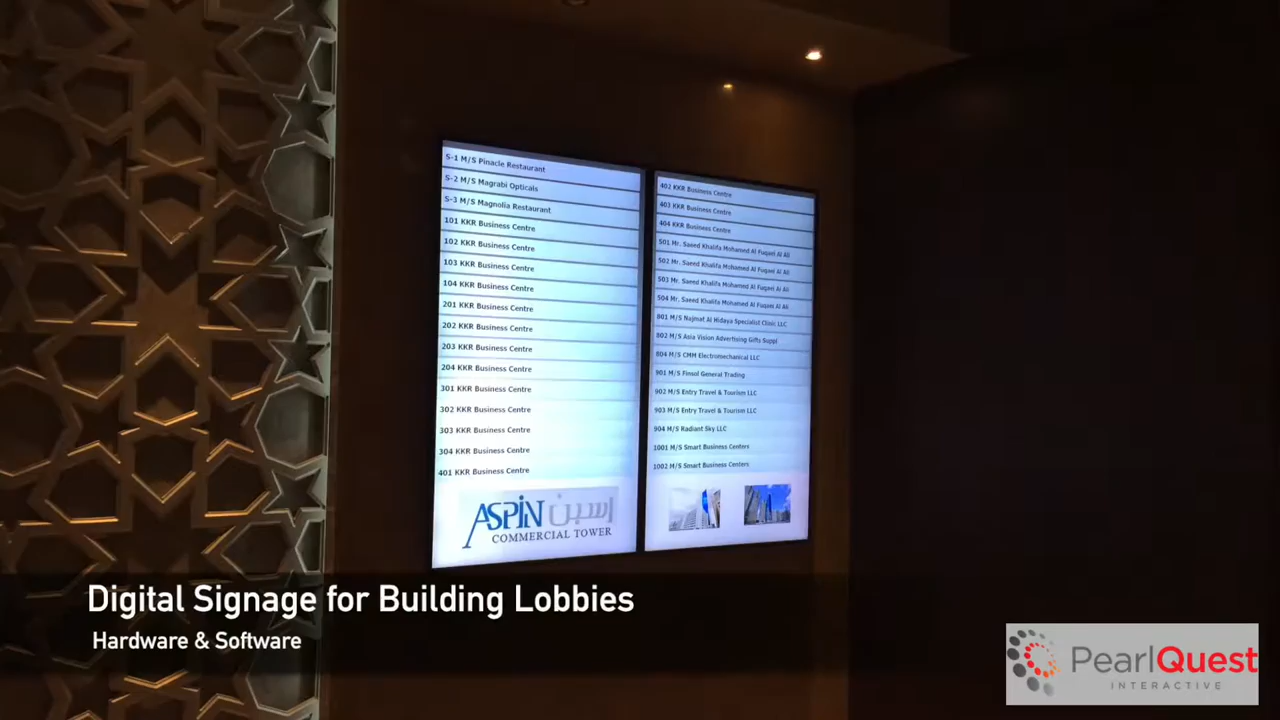 S-1 M/S Pinacle Restaurant
S-2 M/S Magrabi Opticals
S-3 M/S Magnolia Restaurant
101 KKR Business Centre
102 KKR Business Centre
103 KKR Business Centre
104 KKR Business Centre
201 KKR Business Centre
202 KKR Business Centre
203 KKR Business Centre
204 KKR Business Centre
301 KKR Business Centre
302 KKR Business Centre
303 KKR Business Centre
304 KKR Business Centre
401 KKR Business Centre
ASPiN إسبن
COMMERCIAL TOWER
402 KKR Business Centre
403 KKR Business Centre
404 KKR Business Centre
501 Mr. Saeed Khalifa Mohamed Al Fuqaei Al Ali
502 Mr. Saeed Khalifa Mohamed Al Fuqaei Al Ali
503 Mr. Saeed Khalifa Mohamed Al Fuqaei Al Ali
504 Mr. Saeed Khalifa Mohamed Al Fuqaei Al Ali
801 M/S Najmat Al Hidaya Specialist Clinic LLC
802 M/S Asia Vision Advertising Gifts Suppl
804 M/S CMM Electromechanical LLC
901 M/S Finsol General Trading
902 M/S Entry Travel & Tourism LLC
903 M/S Entry Travel & Tourism LLC
904 M/S Radiant Sky LLC
1001 M/S Smart Business Centers
1002 M/S Smart Business Centers
Digital Signage for Building Lobbies
Hardware & Software
PearlQuest
INTERACTIVE